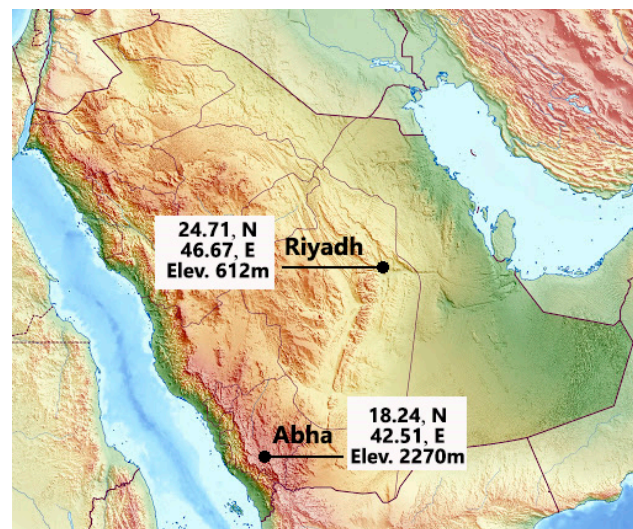 24.71, N
46.67, E
Elev. 612m
Riyadh
Abha
18.24, N
42.51, E
Elev. 2270m